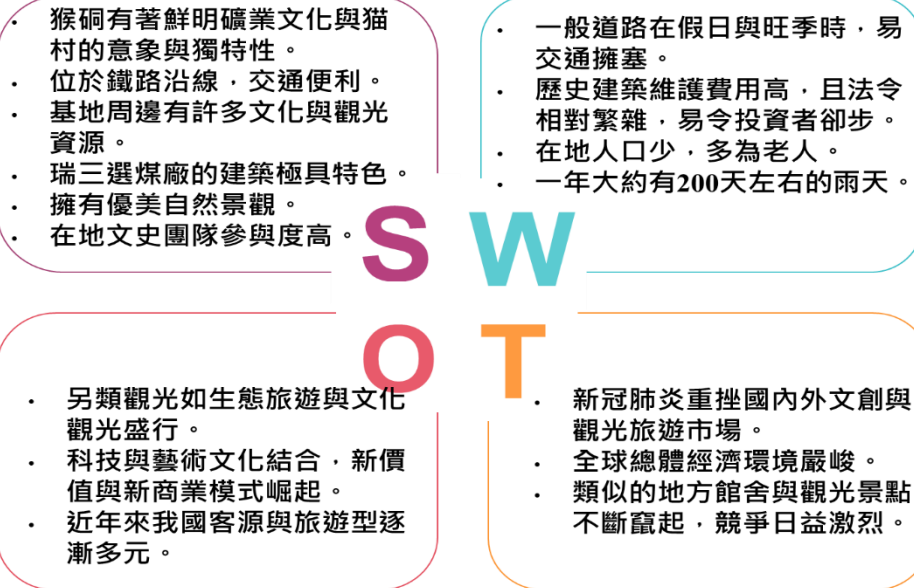 • 猴硐有著鮮明礦業文化與猫
村的意象與獨特性。
• 位於鐵路沿線，交通便利。
• 基地周邊有許多文化與觀光
資源。
• 瑞三選煤廠的建築極具特色。
• 擁有優美自然景觀。
• 在地文史團隊參與度高。
S
• 一般道路在假日與旺季時，易
交通擁塞。
• 歷史建築維護費用高，且法令
相對繁雜，易令投資者卻步。
• 在地人口少，多為老人。
• 一年大約有200天左右的雨天。
W
O
• 另類觀光如生態旅遊與文化
觀光盛行。
• 科技與藝術文化結合，新價
值與新商業模式崛起。
• 近年來我國客源與旅遊型逐
漸多元。
T
• 新冠肺炎重挫國內外文創與
觀光旅遊市場。
• 全球總體經濟環境嚴峻。
• 類似的地方館舍與觀光景點
不斷竄起，競爭日益激烈。